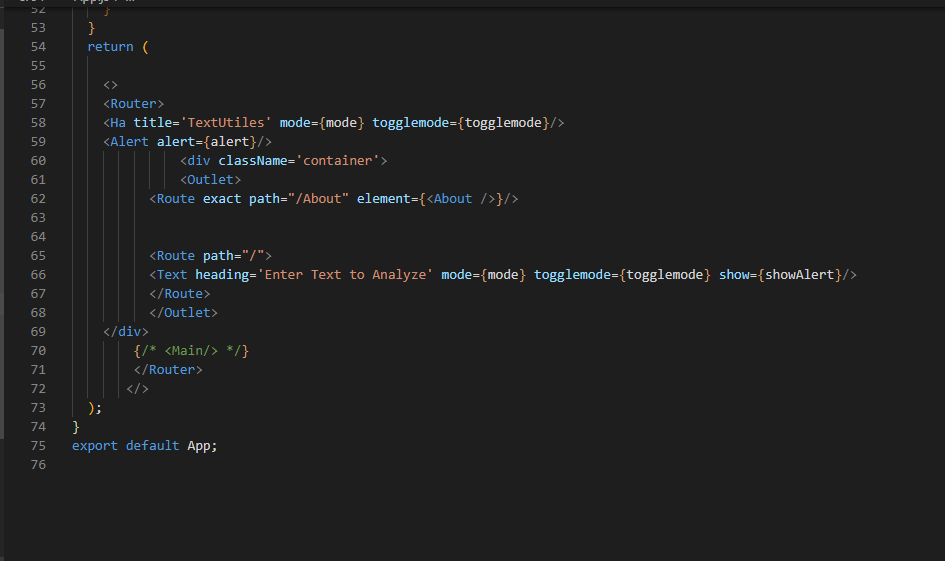 52 }
53 }
54 return (
55
56 <>
57 <Router>
58 <Ha title='TextUtiles' mode={mode} togglemode={togglemode}/>
59 <Alert alert={alert}/>
60 <div className='container'>
61 <Outlet>
62 <Route exact path="/About" element={<About />}/>
63
64
65 <Route path="/">
66 <Text heading='Enter Text to Analyze' mode={mode} togglemode={togglemode} show={showAlert}/>
67 </Route>
68 </Outlet>
69 </div>
70 {/* <Main/> */}
71 </Router>
72 </>
73 );
74 }
75 export default App;
76